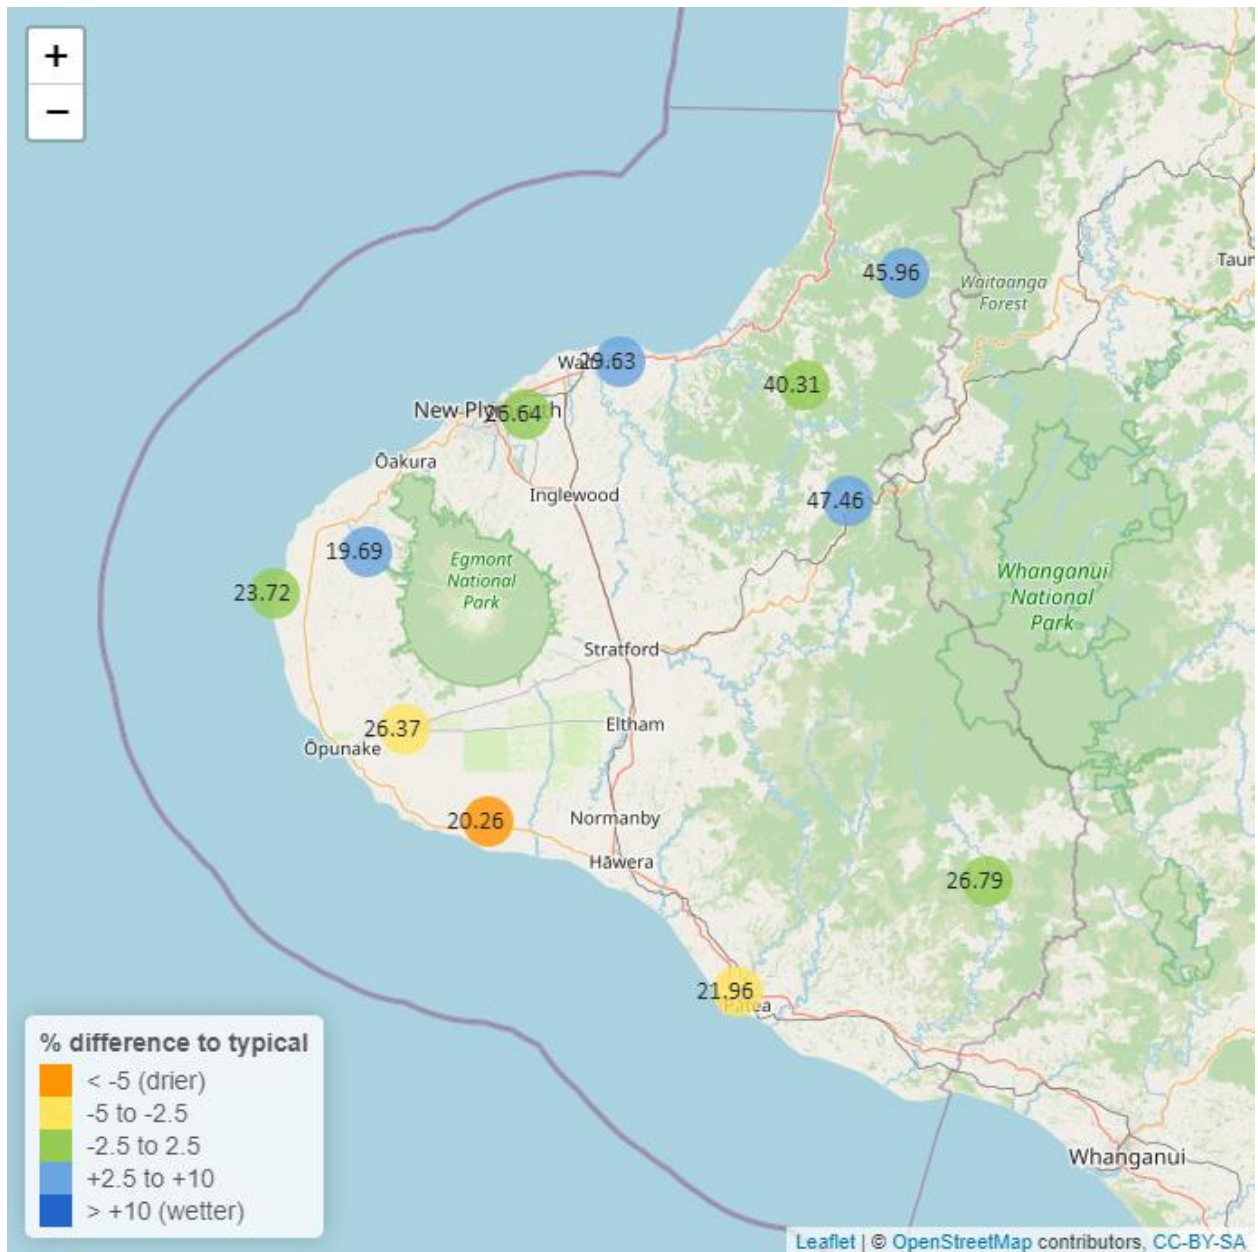 +
−
45.96
Waitaanga
Forest
Taun
29.63
40.31
New Ply
th
26.64
Ōakura
Inglewood
47.46
19.69
Egmont
National
Park
23.72
Whanganui
National
Park
Stratford
26.37
Eltham
Ōpunake
20.26
Normanby
Hāwera
26.79
21.96
Patea
% difference to typical
< -5 (drier)
-5 to -2.5
-2.5 to 2.5
+2.5 to +10
> +10 (wetter)
Whanganui
Leaflet | © OpenStreetMap contributors, CC-BY-SA